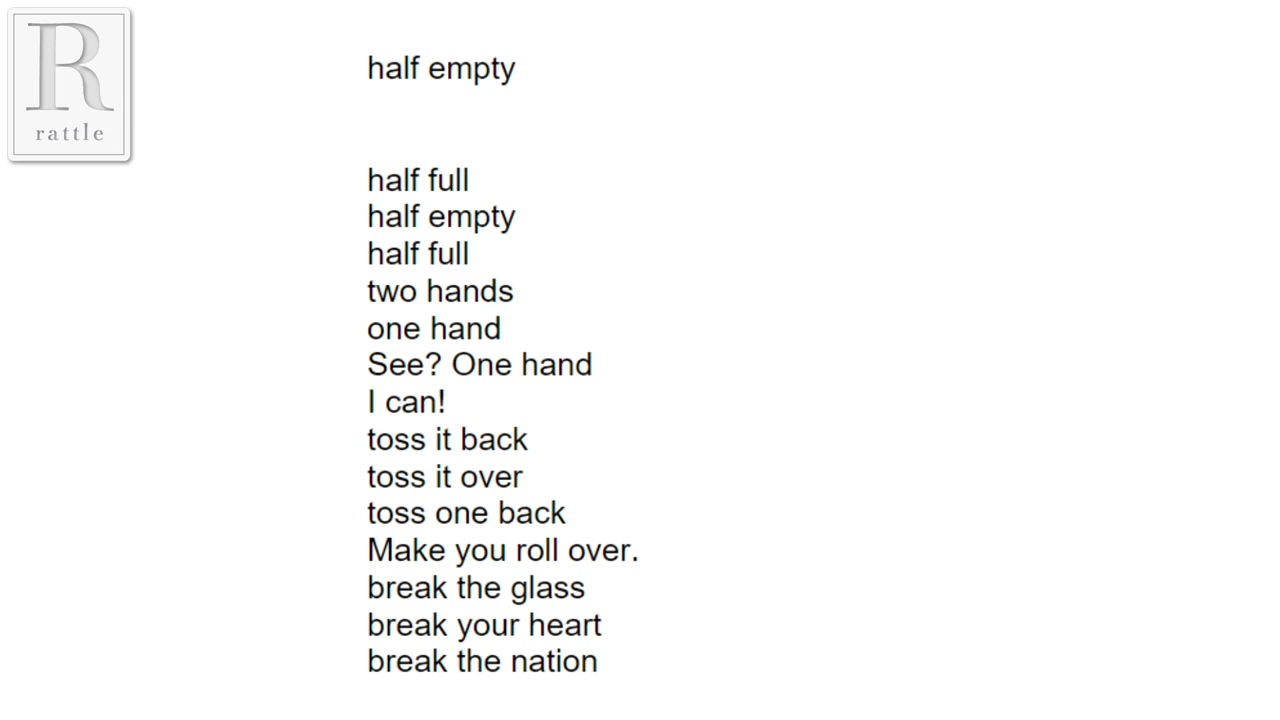 R
rattle
half empty
half full
half empty
half full
two hands
one hand
See? One hand
I can!
toss it back
toss it over
toss one back
Make you roll over.
break the glass
break your heart
break the nation